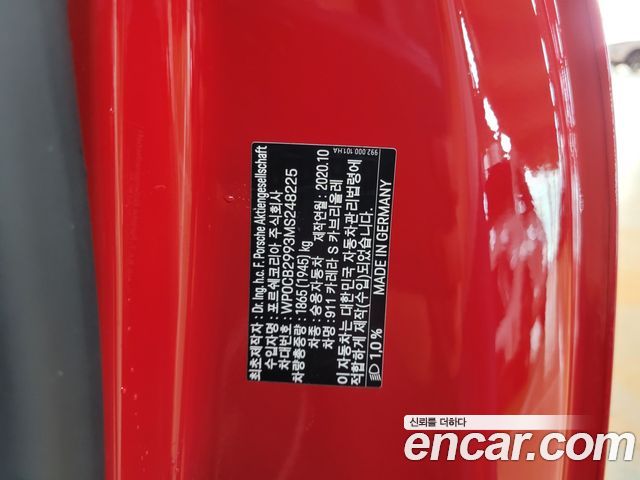 최초제작자: Dr. Ing. h.c. F. Porsche Aktiengesellschaft
수입자명: 포르쉐코리아 주식회사
차대번호: WP0CB2993MS248225
차량총중량: 1865 (1945) kg
차종: 승용자동차 제작연월: 2020.10
차명: 911 카레라 S 카브리올레
이 자동차는 대한민국 자동차관리법령에
적합하게 제작(수입)되었습니다.
MADE IN GERMANY
1,0%
992 000 101 HA
신뢰를 더하다
encar.com